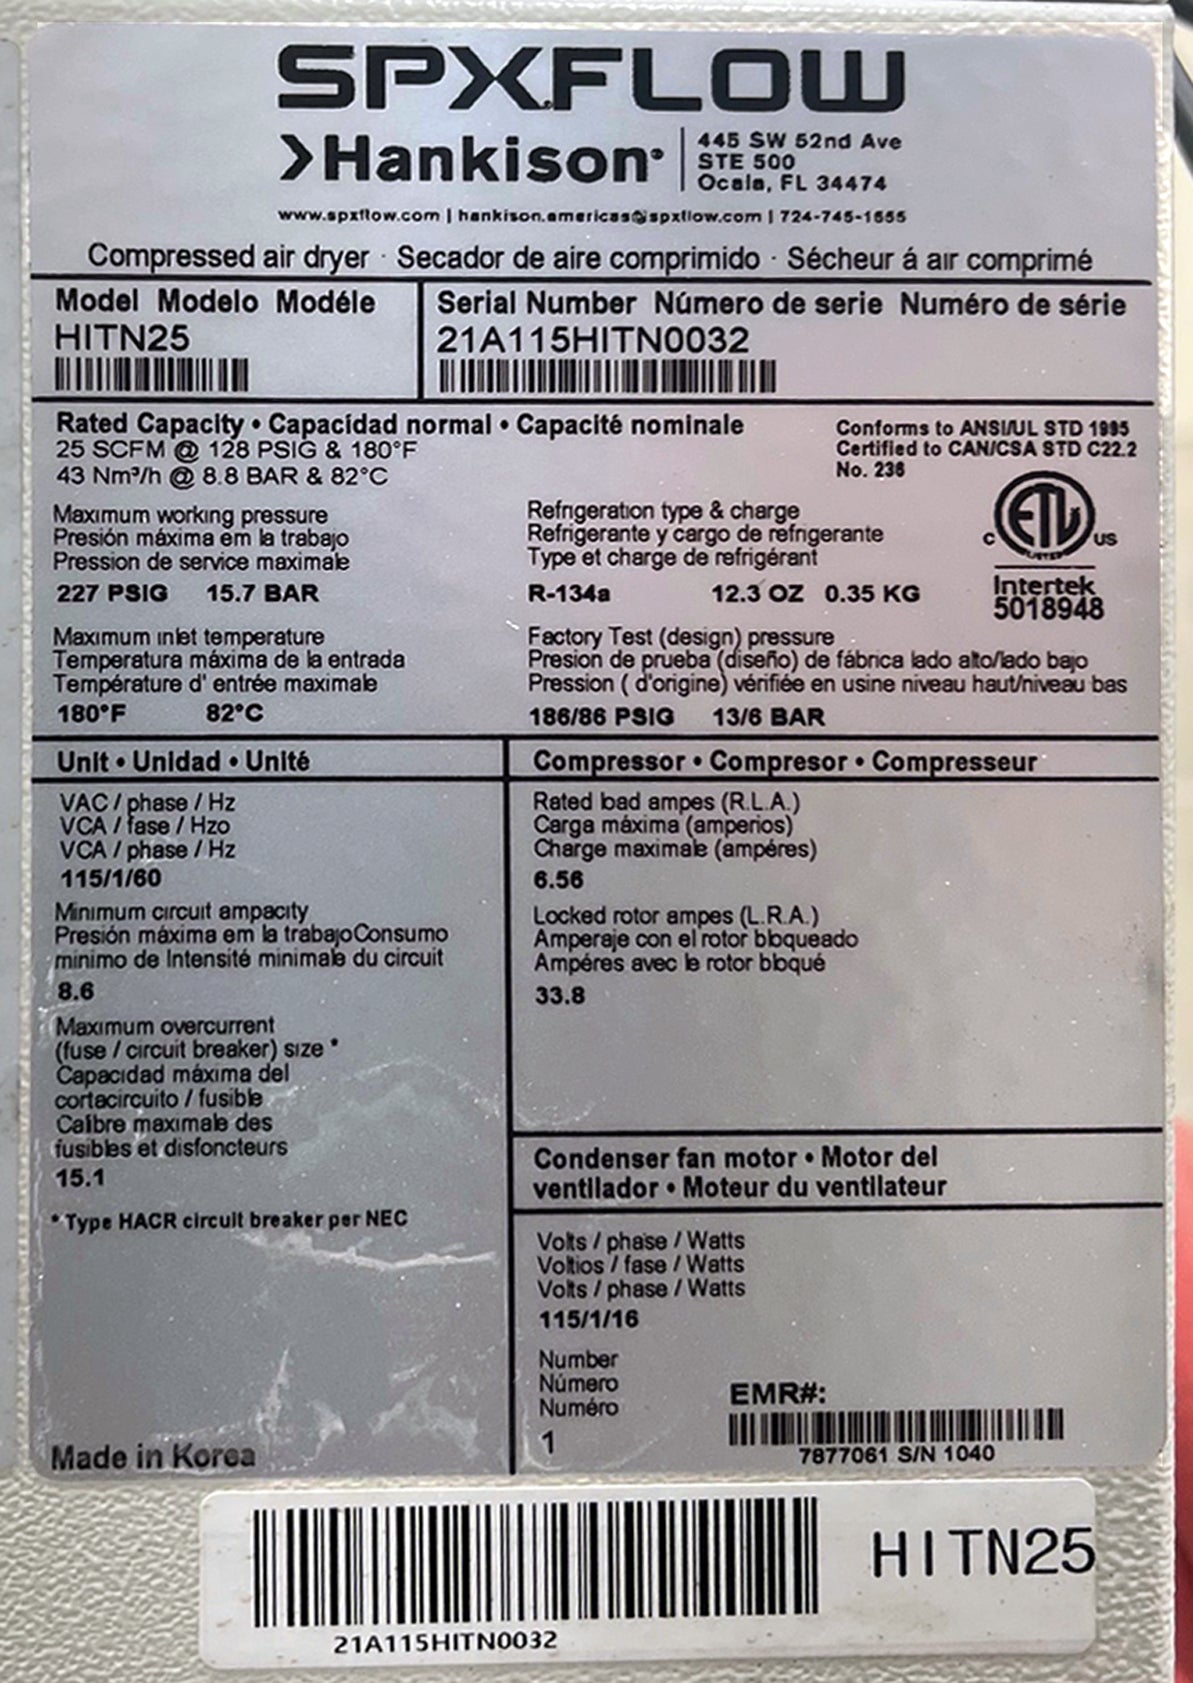 SPXFLOW
>Hankison®
445 SW 52nd Ave
STE 500
Ocala, FL 34474
www.spxflow.com | hankison.americas@spxflow.com | 724-745-1555
Compressed air dryer · Secador de aire comprimido · Sécheur á air comprimé
Model Modelo Modéle
HITN25
Serial Number Número de serie Numéro de série
21A115HITN0032
Rated Capacity • Capacidad normal • Capacité nominale
25 SCFM @ 128 PSIG & 180°F
43 Nm³/h @ 8.8 BAR & 82°C
Conforms to ANSI/UL STD 1995
Certified to CAN/CSA STD C22.2
No. 236
Maximum working pressure
Presión máxima em la trabajo
Pression de service maximale
227 PSIG 15.7 BAR
Refrigeration type & charge
Refrigerante y cargo de refrigerante
Type et charge de refrigérant
R-134a 12.3 OZ 0.35 KG
C ETL US
LISTED
Intertek
5018948
Maximum inlet temperature
Temperatura máxima de la entrada
Température d' entrée maximale
180°F 82°C
Factory Test (design) pressure
Presion de prueba (diseño) de fábrica lado alto/lado bajo
Pression ( d'origine) vérifiée en usine niveau haut/niveau bas
186/86 PSIG 13/6 BAR
Unit • Unidad • Unité
VAC / phase / Hz
VCA / fase / Hzo
VCA / phase / Hz
115/1/60
Minimum circuit ampacity
Presión máxima em la trabajoConsumo
minimo de Intensité minimale du circuit
8.6
Maximum overcurrent
(fuse / circuit breaker) size *
Capacidad máxima del
cortacircuito / fusible
Calibre maximale des
fusibles et disfoncteurs
15.1
* Type HACR circuit breaker per NEC
Made in Korea
Compressor • Compresor • Compresseur
Rated load ampes (R.L.A.)
Carga máxima (amperios)
Charge maximale (ampéres)
6.56
Locked rotor ampes (L.R.A.)
Amperaje con el rotor bloqueado
Ampéres avec le rotor bloqué
33.8
Condenser fan motor • Motor del
ventilador • Moteur du ventilateur
Volts / phase / Watts
Voltios / fase / Watts
Volts / phase / Watts
115/1/16
Number
Número
Numéro
1
EMR#:
7877061 S/N 1040
21A115HITN0032
HITN25